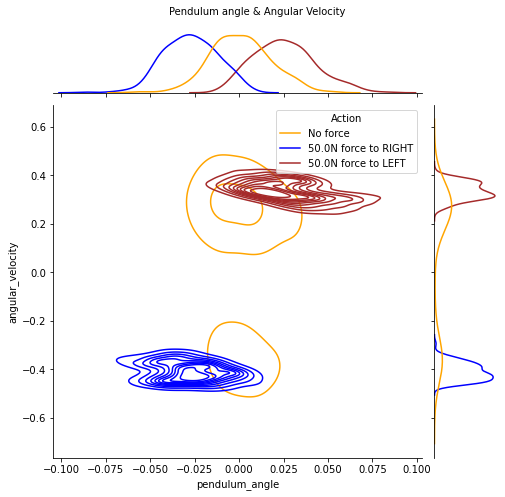 Pendulum angle & Angular Velocity
Action
No force
50.0N force to RIGHT
50.0N force to LEFT
0.6
0.4
0.2
0.0
−0.2
−0.4
−0.6
angular_velocity
−0.100 −0.075 −0.050 −0.025 0.000 0.025 0.050 0.075 0.100
pendulum_angle